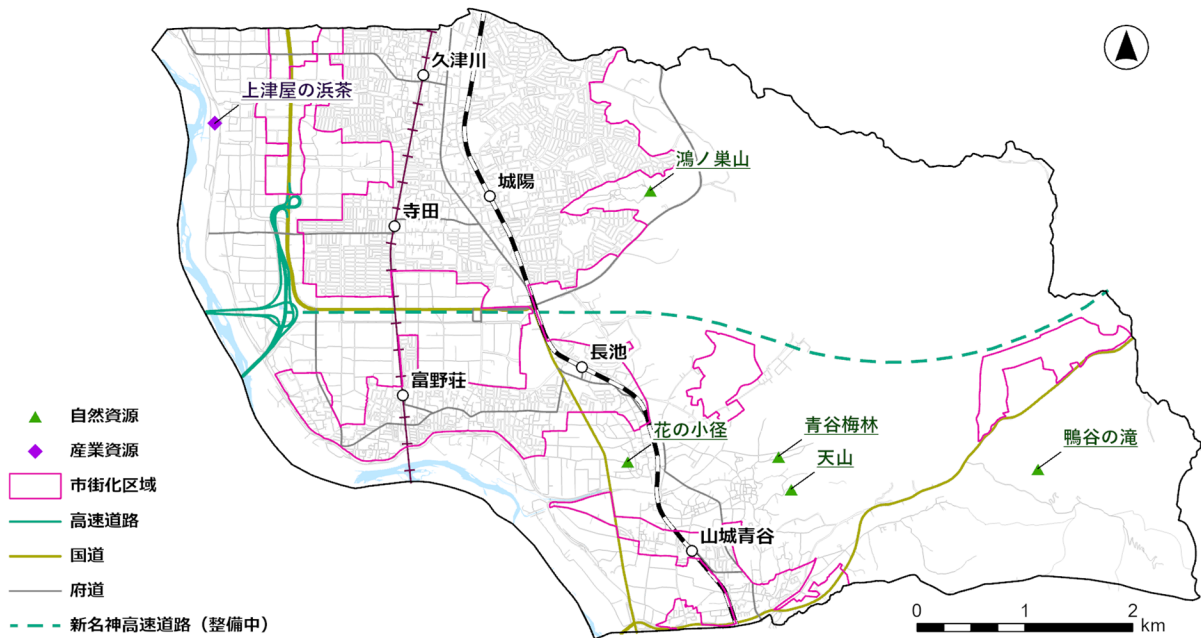 久津川
上津屋の浜茶
鴻ノ巣山
城陽
寺田
長池
富野荘
花の小径
青谷梅林
天山
鴨谷の滝
山城青谷
自然資源
産業資源
市街化区域
高速道路
国道
府道
新名神高速道路（整備中）
0 1 2
km